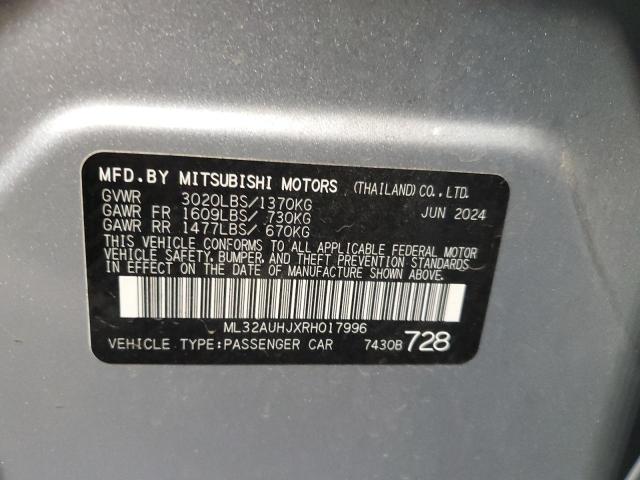 MFD.BY MITSUBISHI MOTORS (THAILAND)CO.,LTD.
GVWR 3020LBS/1370KG JUN 2024
GAWR FR 1609LBS/ 730KG
GAWR RR 1477LBS/ 670KG
THIS VEHICLE CONFORMS TO ALL APPLICABLE FEDERAL MOTOR
VEHICLE SAFETY, BUMPER, AND THEFT PREVENTION STANDARDS
IN EFFECT ON THE DATE OF MANUFACTURE SHOWN ABOVE.
ML32AUHJXRH017996
VEHICLE TYPE:PASSENGER CAR 7430B 728